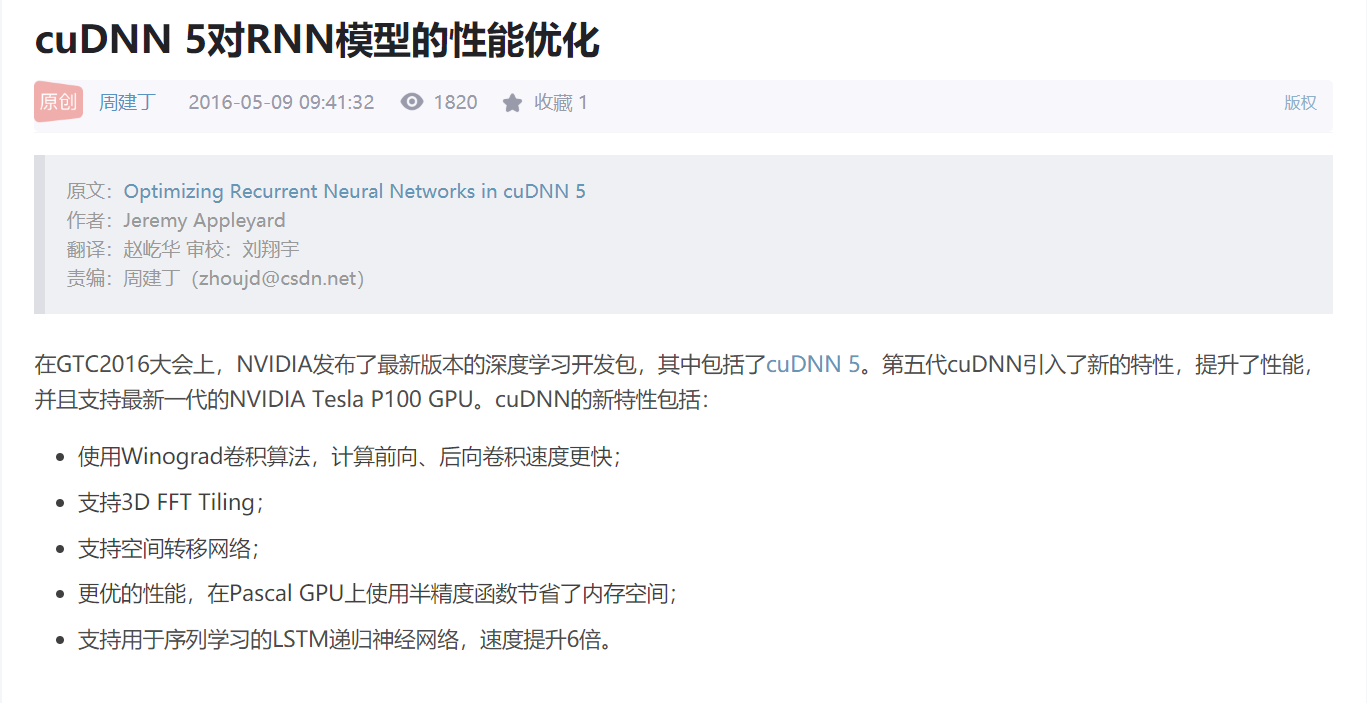 cuDNN 5对RNN模型的性能优化
原创 周建丁 2016-05-09 09:41:32 1820 收藏 1 版权
原文：Optimizing Recurrent Neural Networks in cuDNN 5
作者：Jeremy Appleyard
翻译：赵屹华 审校：刘翔宇
责编：周建丁（zhoujd@csdn.net）
在GTC2016大会上，NVIDIA发布了最新版本的深度学习开发包，其中包括了cuDNN 5。第五代cuDNN引入了新的特性，提升了性能，
并且支持最新一代的NVIDIA Tesla P100 GPU。cuDNN的新特性包括：
使用Winograd卷积算法，计算前向、后向卷积速度更快；
支持3D FFT Tiling；
支持空间转移网络；
更优的性能，在Pascal GPU上使用半精度函数节省了内存空间；
支持用于序列学习的LSTM递归神经网络，速度提升6倍。